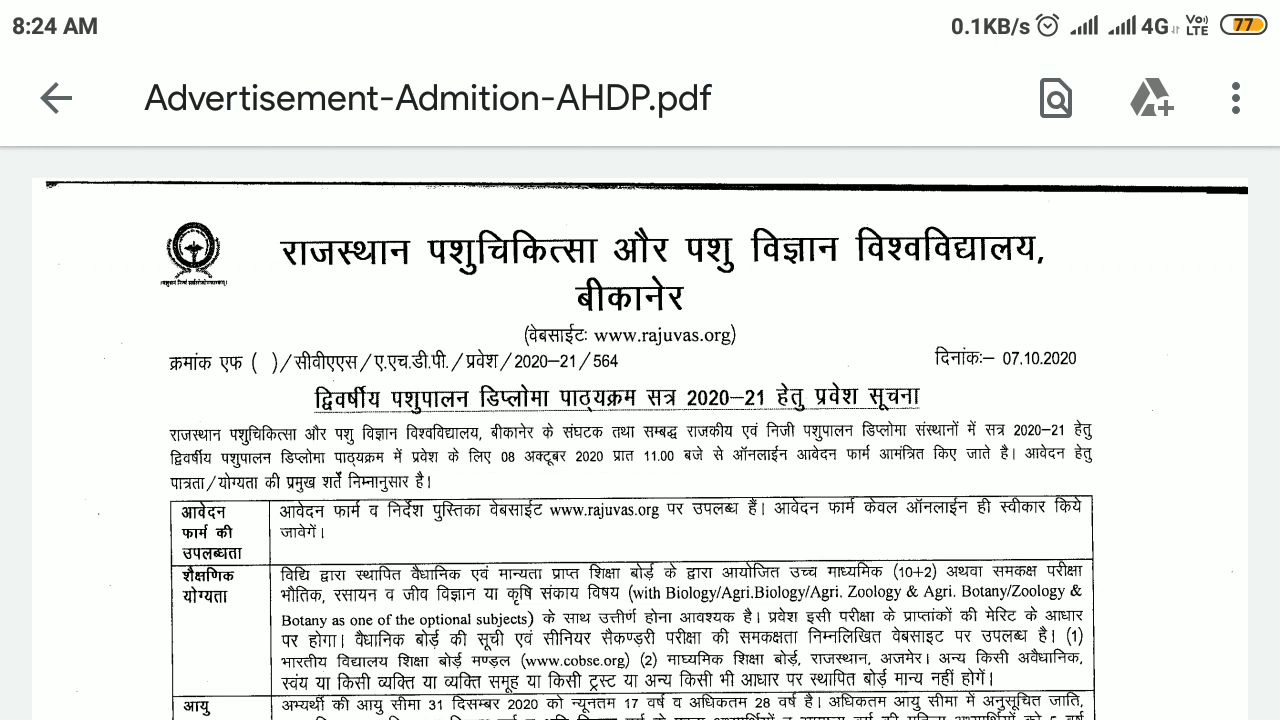 8:24 AM
0.1KB/s 4G Vo)) LTE 77
Advertisement-Admition-AHDP.pdf
राजस्थान पशुचिकित्सा और पशु विज्ञान विश्वविद्यालय,
बीकानेर
(वेबसाईटः www.rajuvas.org)
क्रमांक एफ ( )/सीवीएएस/ए.एच.डी.पी./प्रवेश/2020–21/564
दिनांकः– 07.10.2020
द्विवर्षीय पशुपालन डिप्लोमा पाठ्यक्रम सत्र 2020–21 हेतु प्रवेश सूचना
राजस्थान पशुचिकित्सा और पशु विज्ञान विश्वविद्यालय, बीकानेर के संघटक तथा सम्बद्ध राजकीय एवं निजी पशुपालन डिप्लोमा संस्थानों में सत्र 2020–21 हेतु
द्विवर्षीय पशुपालन डिप्लोमा पाठ्यक्रम में प्रवेश के लिए 08 अक्टूबर 2020 प्रात 11.00 बजे से ऑनलाईन आवेदन फार्म आमंत्रित किए जाते है। आवेदन हेतु
पात्रता/योग्यता की प्रमुख शर्तें निम्नानुसार है।
आवेदन
फार्म की
उपलब्धता
आवेदन फार्म व निर्देश पुस्तिका वेबसाईट www.rajuvas.org पर उपलब्ध हैं। आवेदन फार्म केवल ऑनलाईन ही स्वीकार किये
जावेगें।
शैक्षणिक
योग्यता
विधि द्वारा स्थापित वैधानिक एवं मान्यता प्राप्त शिक्षा बोर्ड के द्वारा आयोजित उच्च माध्यमिक (10+2) अथवा समकक्ष परीक्षा
भौतिक, रसायन व जीव विज्ञान या कृषि संकाय विषय (with Biology/Agri.Biology/Agri. Zoology & Agri. Botany/Zoology &
Botany as one of the optional subjects) के साथ उत्तीर्ण होना आवश्यक है। प्रवेश इसी परीक्षा के प्राप्तांकों की मेरिट के आधार
पर होगा। वैधानिक बोर्ड की सूची एवं सीनियर सैकण्डरी परीक्षा की समकक्षता निम्नलिखित वेबसाइट पर उपलब्ध है। (1)
भारतीय विद्यालय शिक्षा बोर्ड मण्डल (www.cobse.org) (2) माध्यमिक शिक्षा बोर्ड, राजस्थान, अजमेर। अन्य किसी अवैधानिक,
स्वंय या किसी व्यक्ति या व्यक्ति समूह या किसी ट्रस्ट या अन्य किसी भी आधार पर स्थापित बोर्ड मान्य नहीं होगें।
आयु
अभ्यर्थी की आयु सीमा 31 दिसम्बर 2020 को न्यूनतम 17 वर्ष व अधिकतम 28 वर्ष है। अधिकतम आयु सीमा में अनुसूचित जाति,